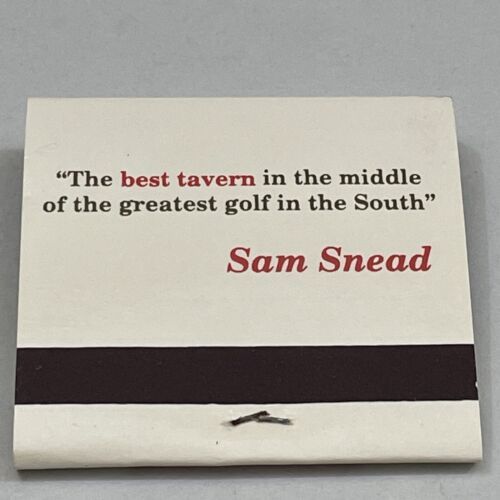 “The best tavern in the middle
of the greatest golf in the South”
Sam Snead